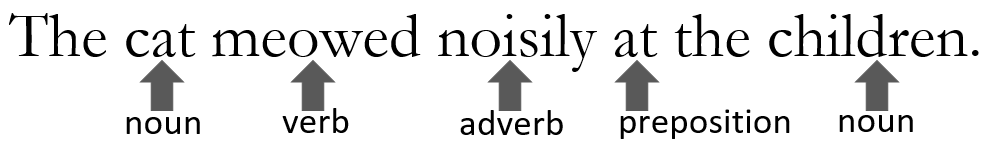 The cat meowed noisily at the children.
noun verb adverb preposition noun